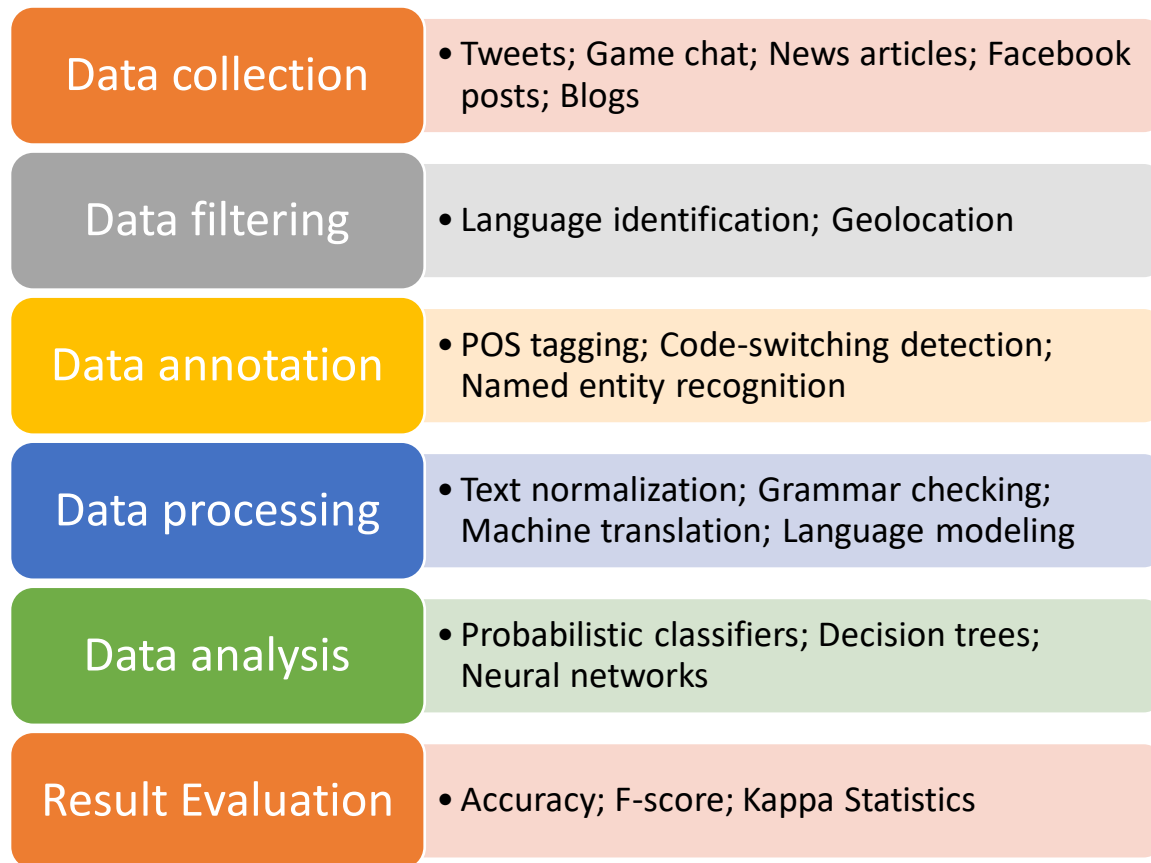 Data collection
• Tweets; Game chat; News articles; Facebook
posts; Blogs
Data filtering
• Language identification; Geolocation
Data annotation
• POS tagging; Code-switching detection;
Named entity recognition
Data processing
• Text normalization; Grammar checking;
Machine translation; Language modeling
Data analysis
• Probabilistic classifiers; Decision trees;
Neural networks
Result Evaluation
• Accuracy; F-score; Kappa Statistics